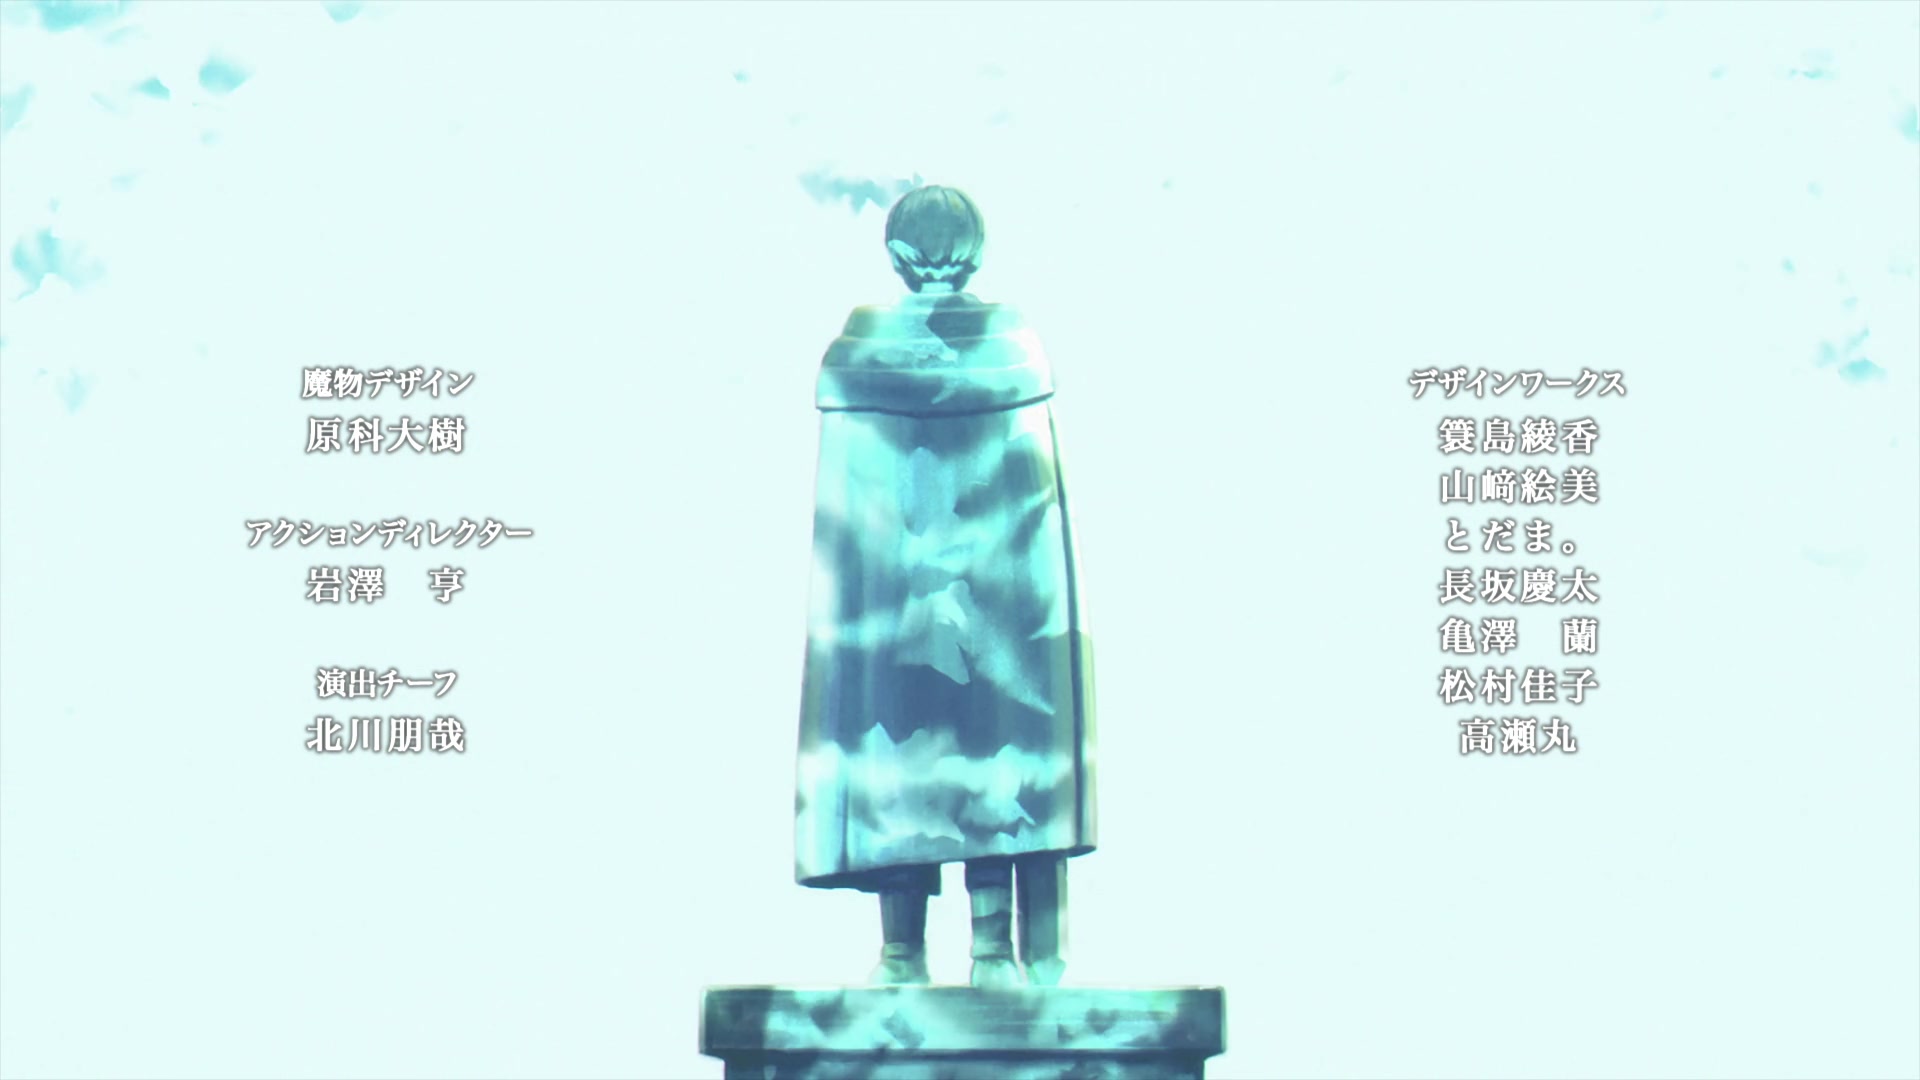 魔物デザイン
原科大樹
アクションディレクター
岩澤　亨
演出チーフ
北川朋哉
デザインワークス
簑島綾香
山﨑絵美
とだま。
長坂慶太
亀澤　蘭
松村佳子
高瀬丸